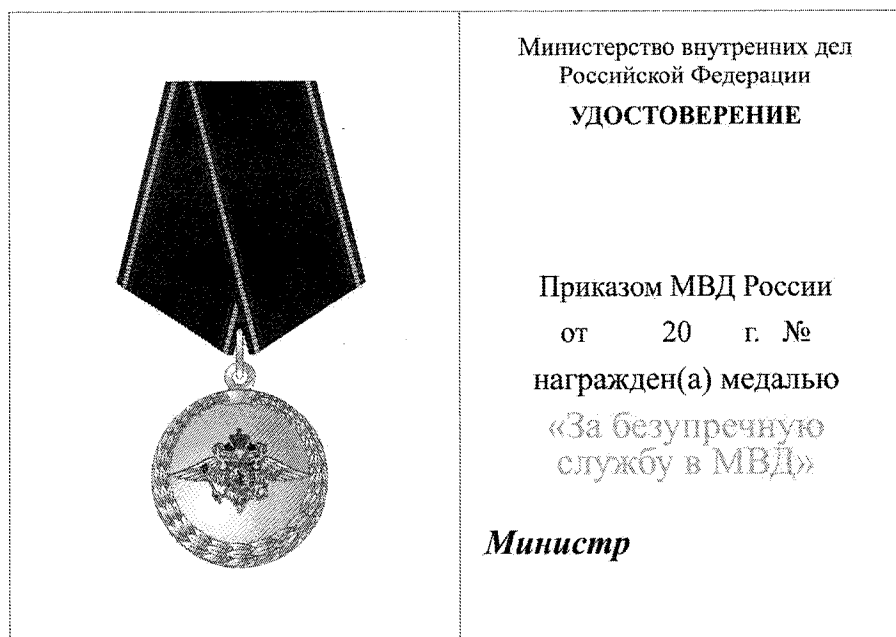 Министерство внутренних дел
Российской Федерации
УДОСТОВЕРЕНИЕ
Приказом МВД России
от 20 г. №
награжден(а) медалью
«За безупречную
службу в МВД»
Министр